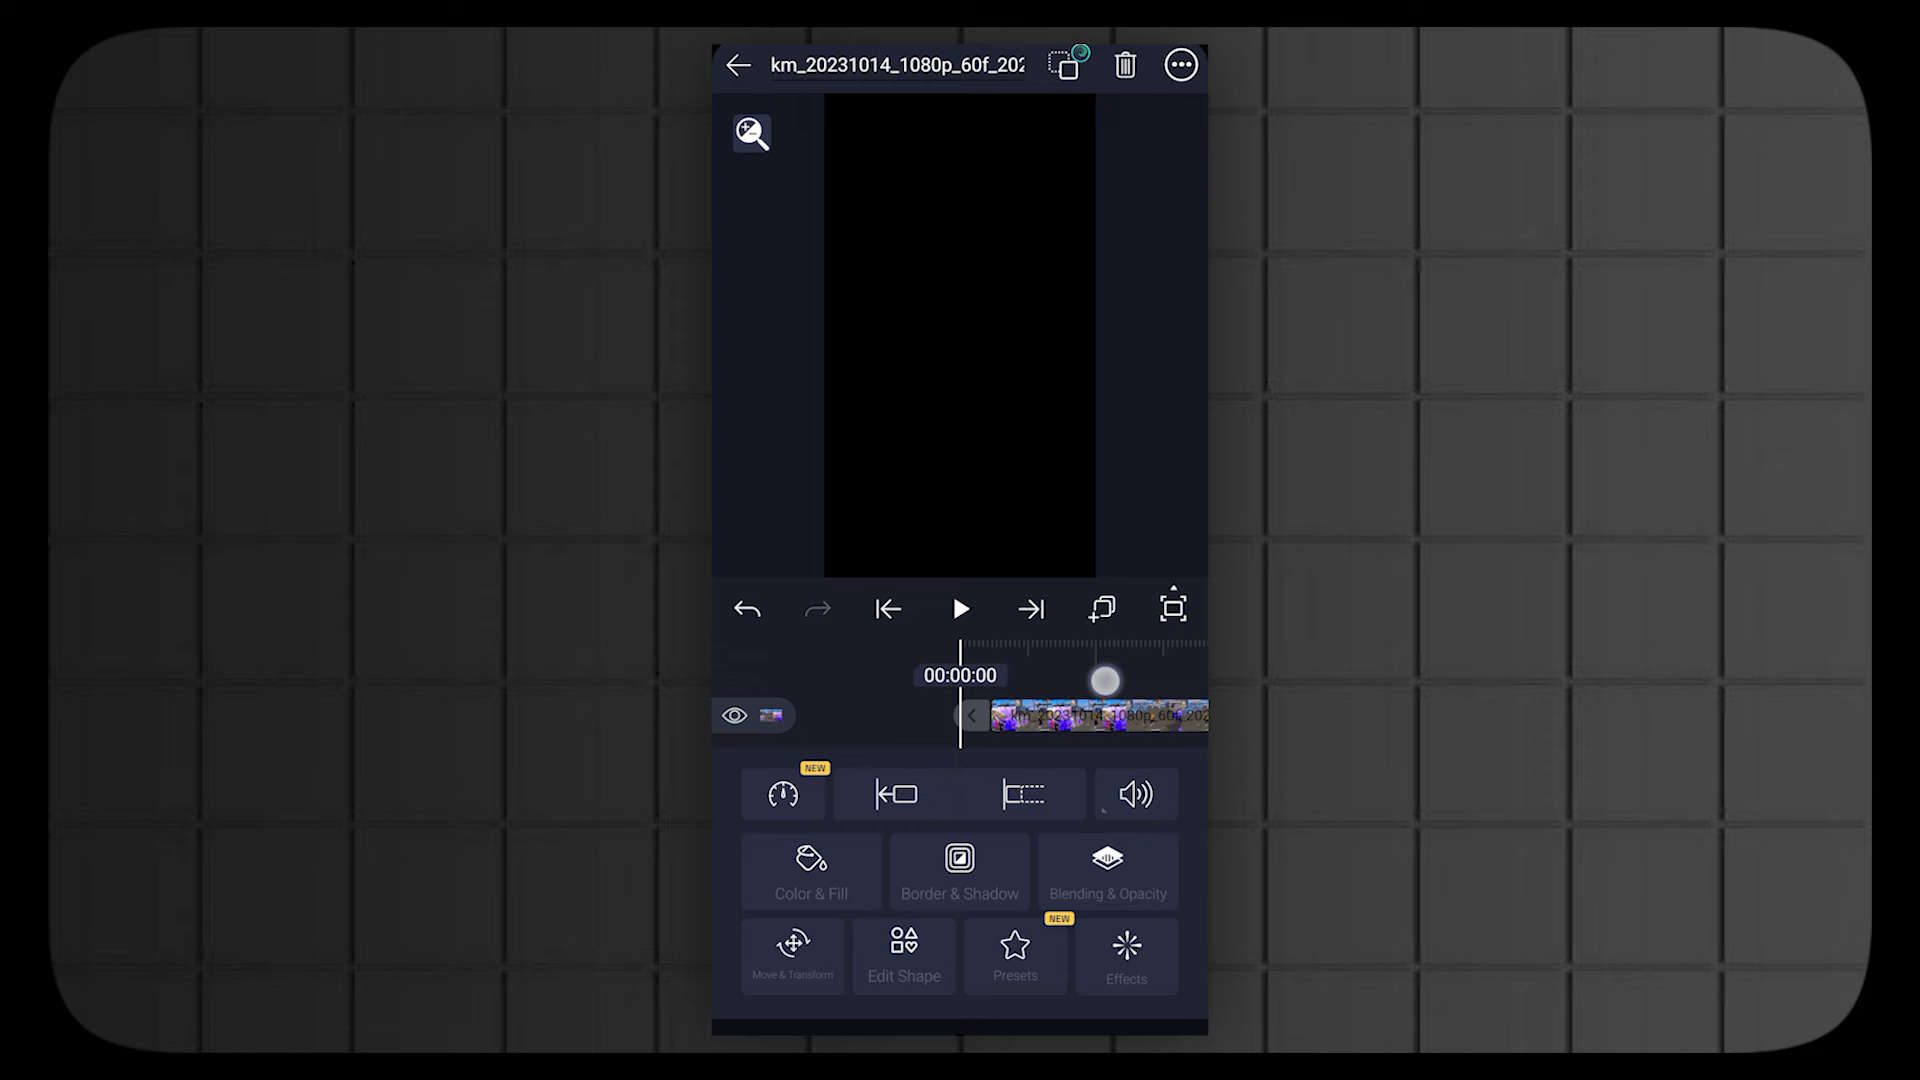 km_20231014_1080p_60f_202
00:00:00
km_20231014_1080p_60f_202
NEW
Color & Fill
Border & Shadow
Blending & Opacity
NEW
Move & Transform
Edit Shape
Presets
Effects